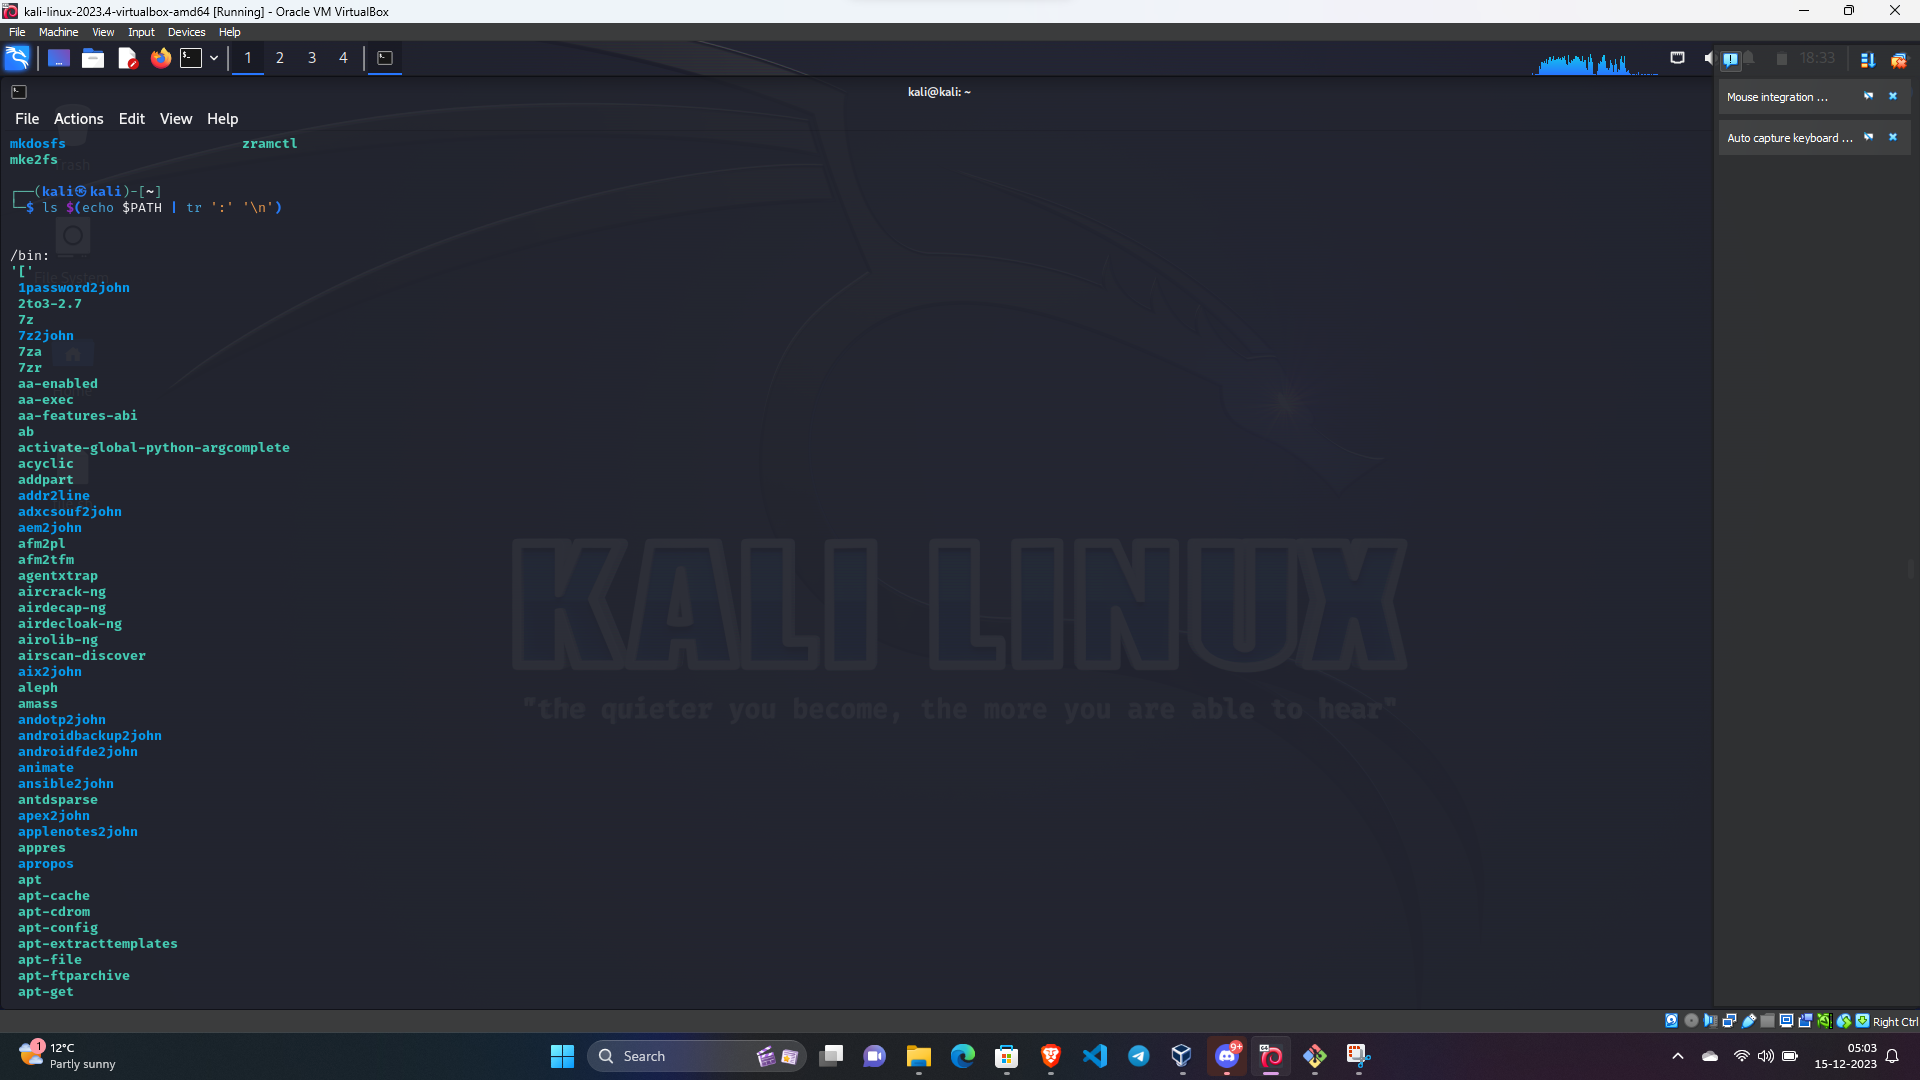 kali-linux-2023.4-virtualbox-amd64 [Running] - Oracle VM VirtualBox
File Machine View Input Devices Help
1 2 3 4
18:33
kali@kali: ~
Mouse integration ...
File Actions Edit View Help
Auto capture keyboard ...
mkdosfs zramctl
mke2fs
Trash
┌──(kali㉿kali)-[~]
└─$ ls $(echo $PATH | tr ':' '\n')
/bin:
'['
File System
1password2john
2to3-2.7
7z
7z2john
7za
7zr
aa-enabled
aa-exec
aa-features-abi
ab
activate-global-python-argcomplete
acyclic
addpart
addr2line
adxcsouf2john
aem2john
afm2pl
afm2tfm
agentxtrap
aircrack-ng
airdecap-ng
airdecloak-ng
airolib-ng
airscan-discover
aix2john
aleph
amass
andotp2john
androidbackup2john
androidfde2john
animate
ansible2john
antdsparse
apex2john
applenotes2john
appres
apropos
apt
apt-cache
apt-cdrom
apt-config
apt-extracttemplates
apt-file
apt-ftparchive
apt-get
KALI LINUX
"the quieter you become, the more you are able to hear"
Right Ctrl
1
12°C
Partly sunny
Search
9+
64
05:03
15-12-2023